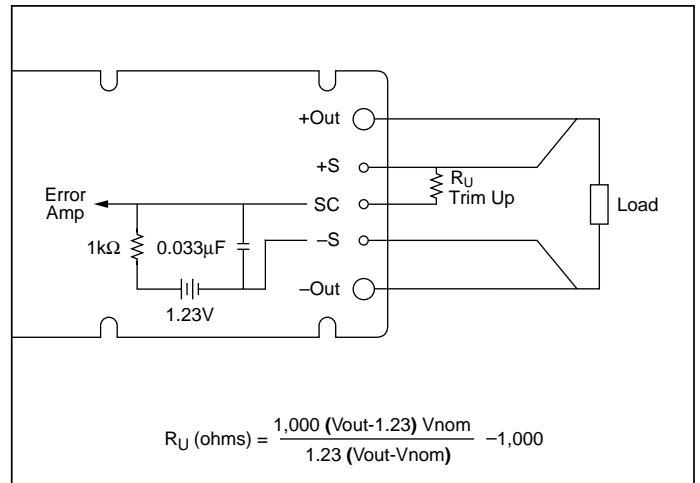 +Out
+S
R_U
Trim Up
Error
Amp
SC
Load
1kΩ
0.033μF
–S
–Out
1.23V
R_U (ohms) = 1,000 (Vout-1.23) Vnom / 1.23 (Vout-Vnom) –1,000